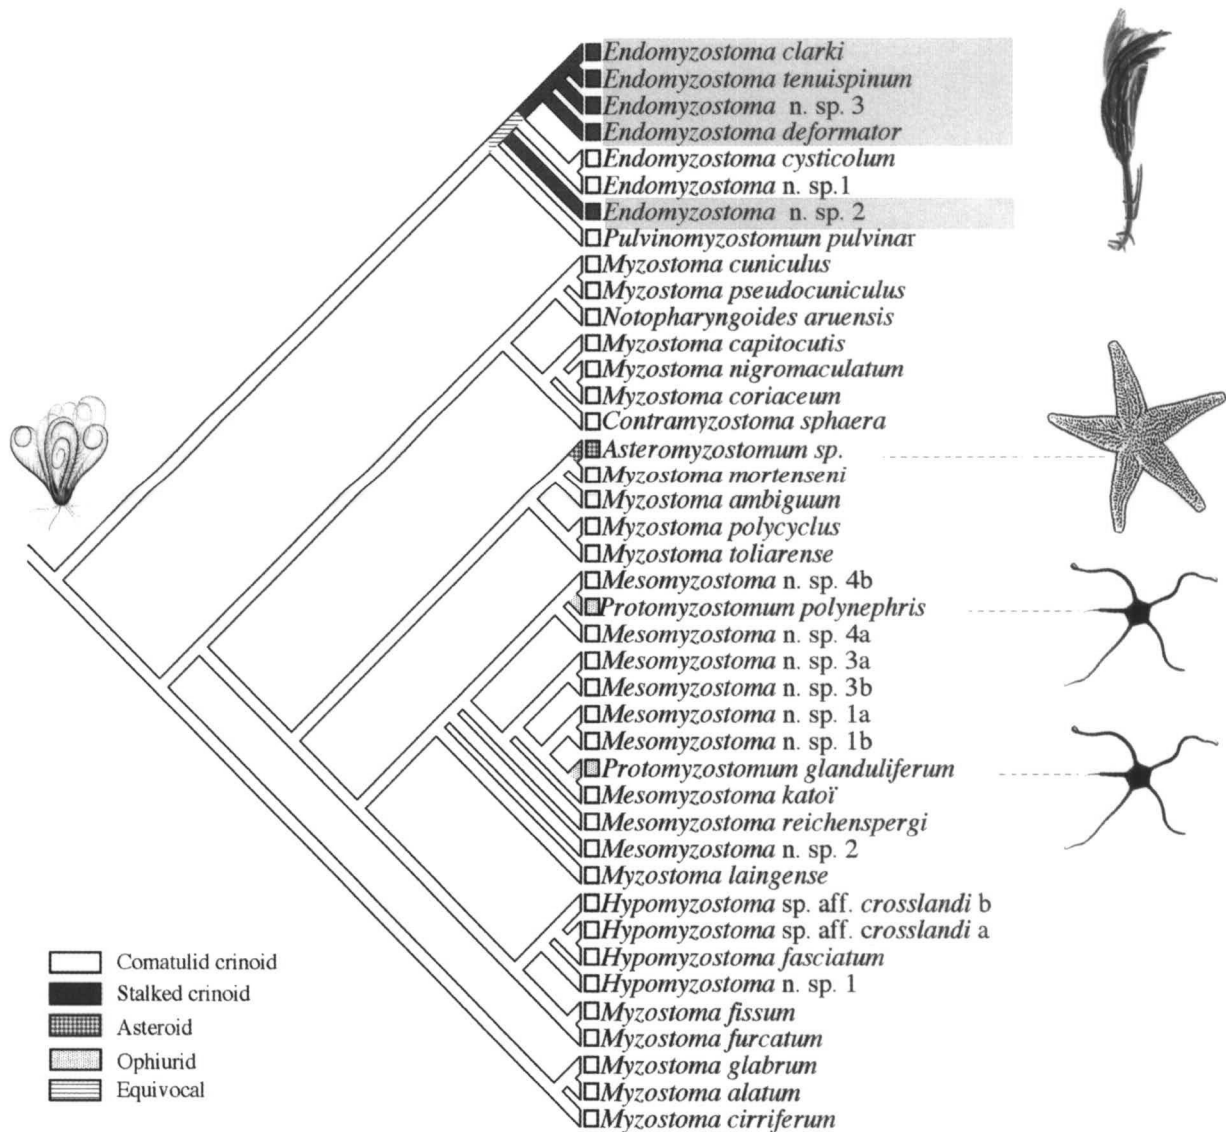 Endomyzostoma clarki
Endomyzostoma tenuispinum
Endomyzostoma n. sp. 3
Endomyzostoma deformator
Endomyzostoma cysticolum
Endomyzostoma n. sp.1
Endomyzostoma n. sp. 2
Pulvinomyzostomum pulvinar
Myzostoma cuniculus
Myzostoma pseudocuniculus
Notopharyngoides aruensis
Myzostoma capitocutis
Myzostoma nigromaculatum
Myzostoma coriaceum
Contramyzostoma sphaera
Asteromyzostomum sp.
Myzostoma mortenseni
Myzostoma ambiguum
Myzostoma polycyclus
Myzostoma toliarense
Mesomyzostoma n. sp. 4b
Protomyzostomum polynephris
Mesomyzostoma n. sp. 4a
Mesomyzostoma n. sp. 3a
Mesomyzostoma n. sp. 3b
Mesomyzostoma n. sp. 1a
Mesomyzostoma n. sp. 1b
Protomyzostomum glanduliferum
Mesomyzostoma katoï
Mesomyzostoma reichenspergi
Mesomyzostoma n. sp. 2
Myzostoma laingense
Hypomyzostoma sp. aff. crosslandi b
Hypomyzostoma sp. aff. crosslandi a
Hypomyzostoma fasciatum
Hypomyzostoma n. sp. 1
Myzostoma fissum
Myzostoma furcatum
Myzostoma glabrum
Myzostoma alatum
Myzostoma cirriferum
Comatulid crinoid
Stalked crinoid
Asteroid
Ophiurid
Equivocal